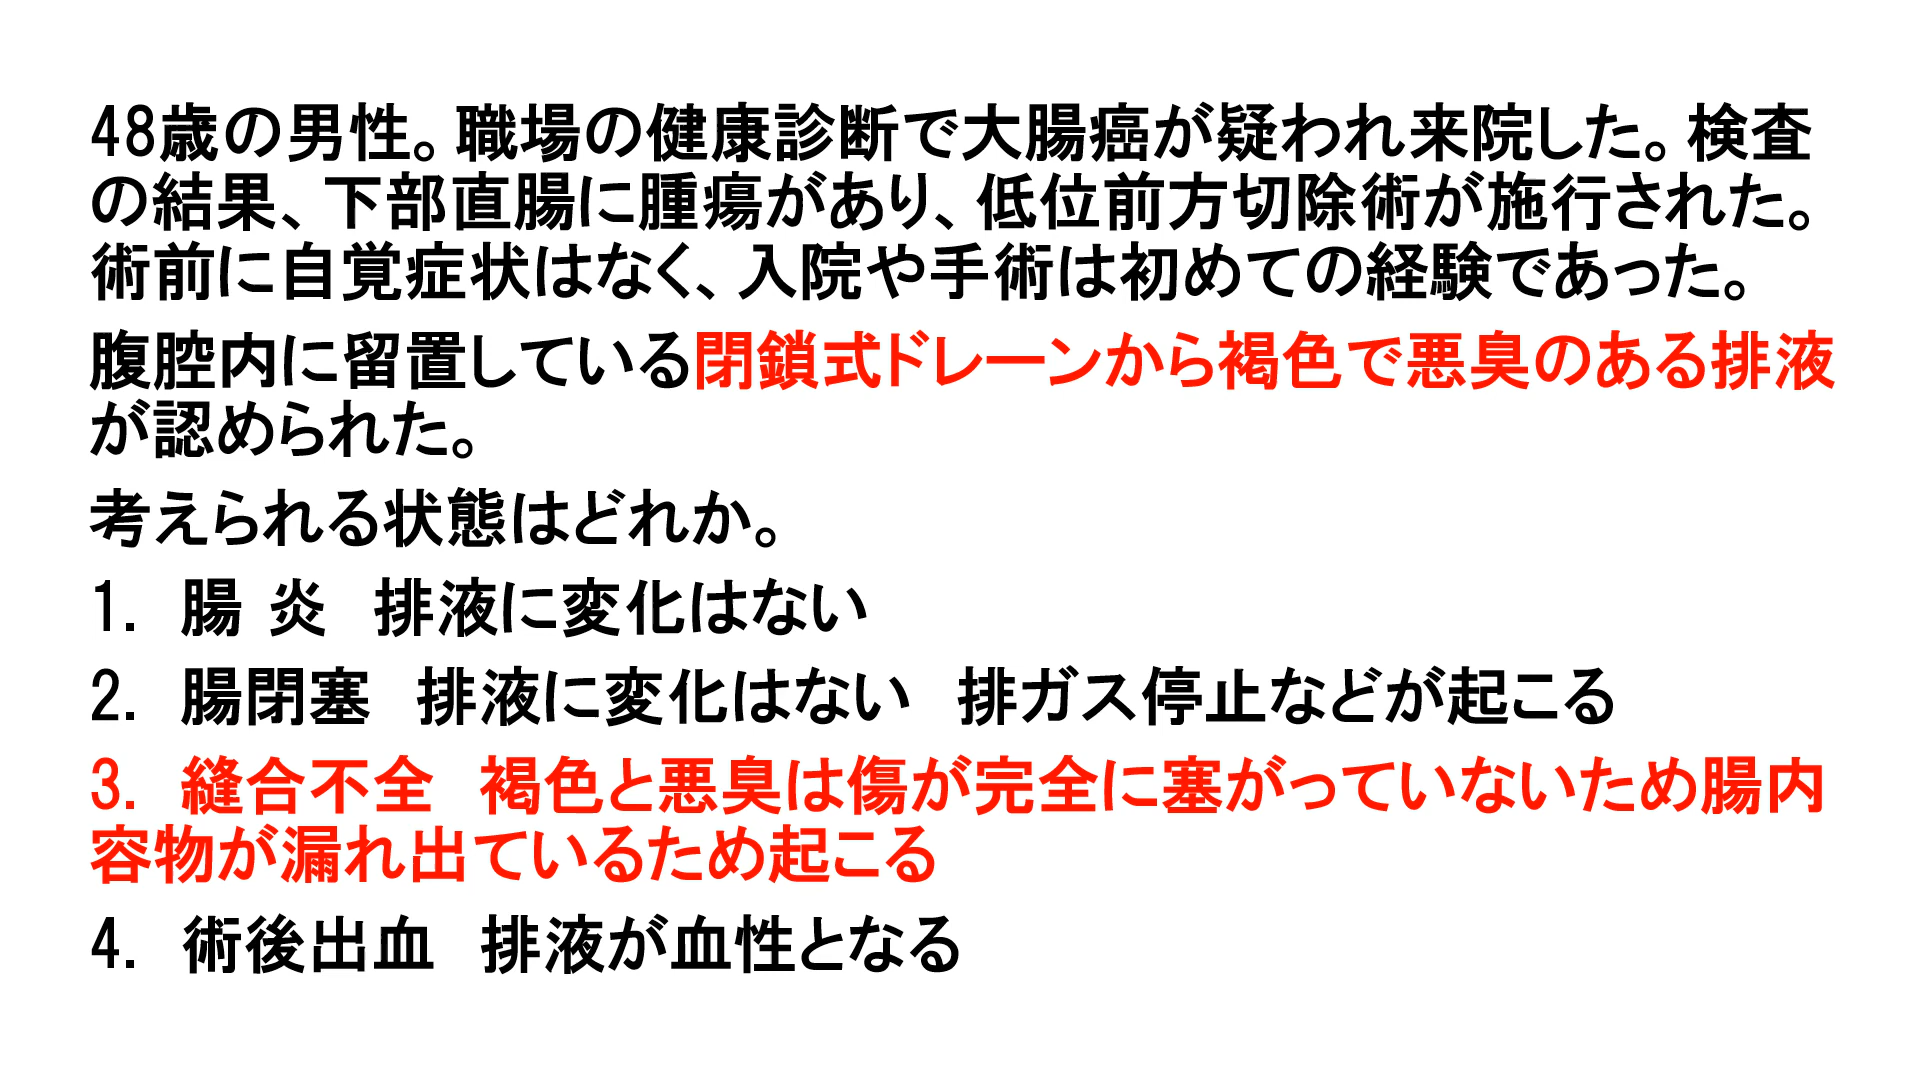 48歳の男性。職場の健康診断で大腸癌が疑われ来院した。検査
の結果、下部直腸に腫瘍があり、低位前方切除術が施行された。
術前に自覚症状はなく、入院や手術は初めての経験であった。
腹腔内に留置している閉鎖式ドレーンから褐色で悪臭のある排液
が認められた。
考えられる状態はどれか。
1. 腸 炎　排液に変化はない
2. 腸閉塞　排液に変化はない　排ガス停止などが起こる
3. 縫合不全　褐色と悪臭は傷が完全に塞がっていないため腸内
容物が漏れ出ているため起こる
4. 術後出血　排液が血性となる